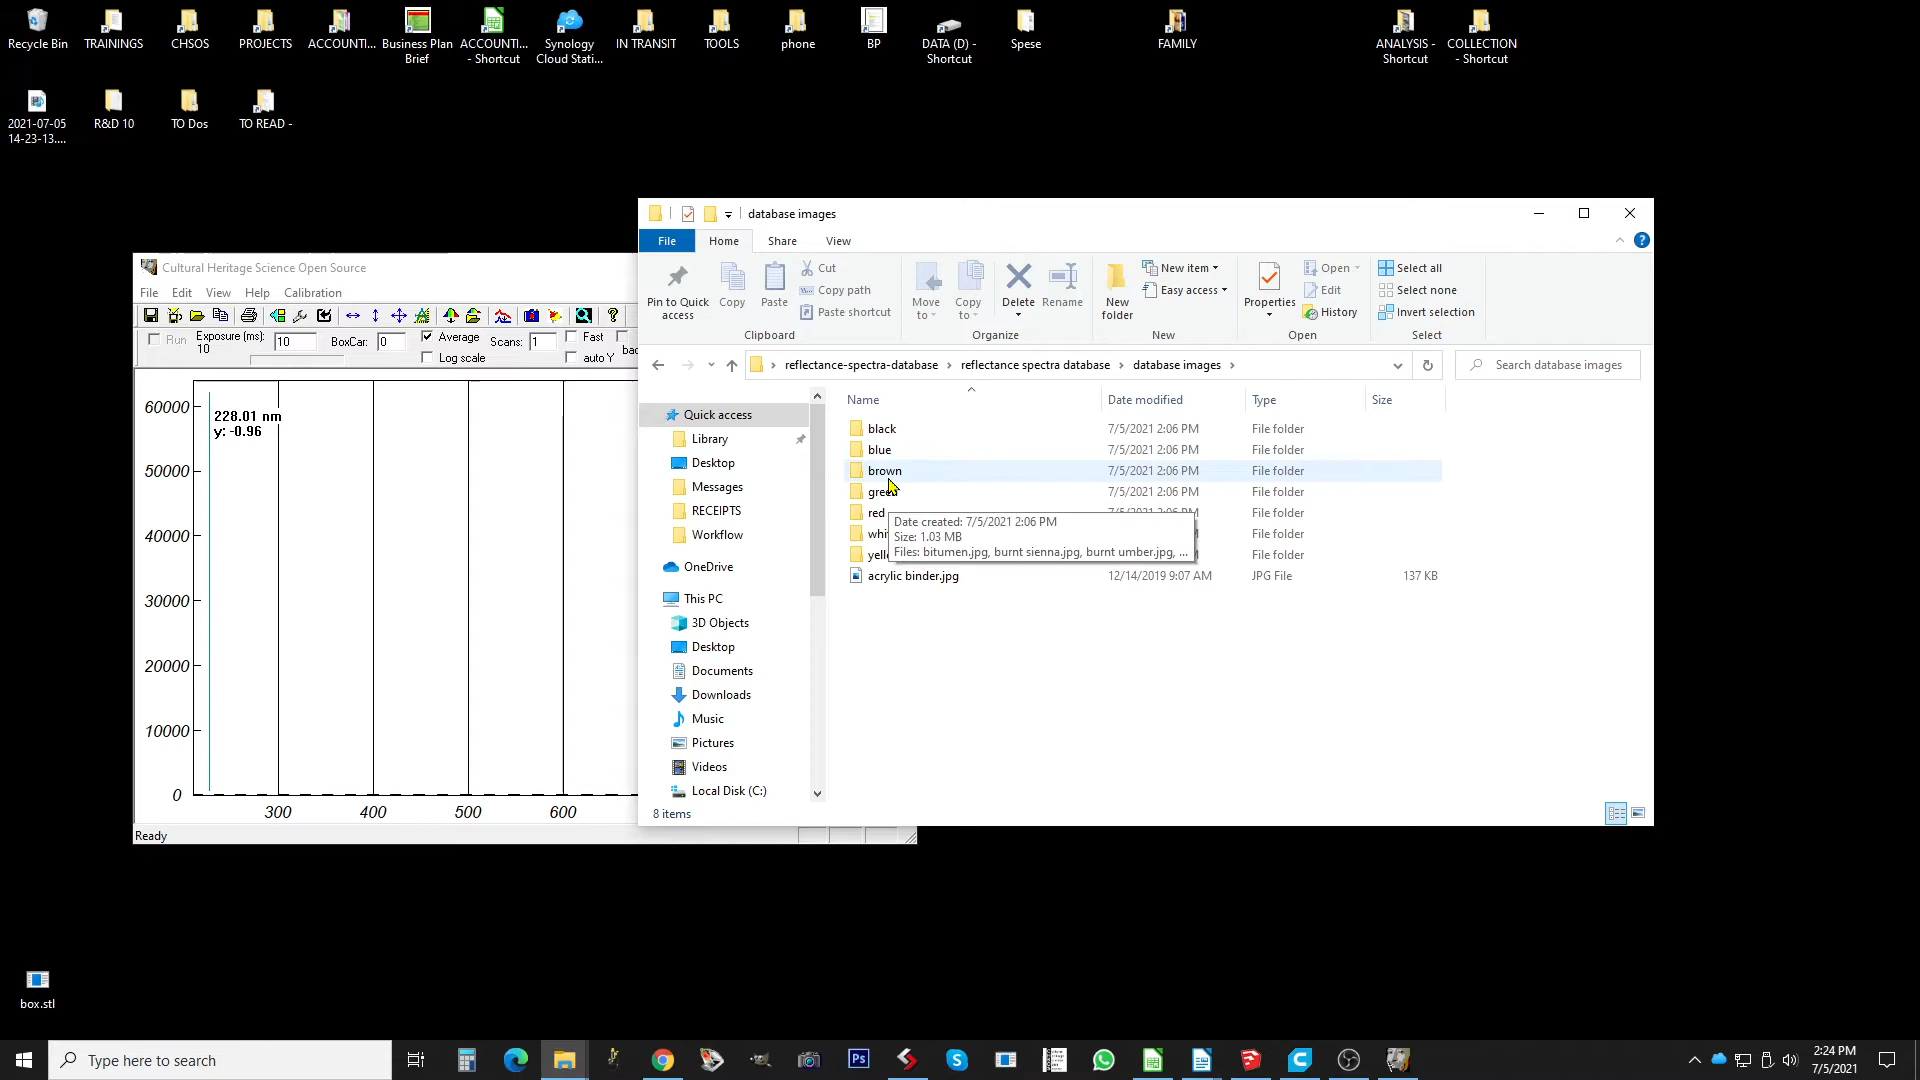 Recycle Bin
TRAININGS
CHSOS
PROJECTS
ACCOUNTI...
Business Plan
Brief
ACCOUNTI...
- Shortcut
Synology
Cloud Stati...
IN TRANSIT
TOOLS
phone
BP
DATA (D) -
Shortcut
Spese
FAMILY
ANALYSIS -
Shortcut
COLLECTION
- Shortcut
2021-07-05
14-23-13....
R&D 10
TO Dos
TO READ -
Cultural Heritage Science Open Source
File Edit View Help Calibration
Run
Exposure (ms):
10
10
BoxCar: 0
Average
Log scale
Scans: 1
Fast
auto Y
bac
228.01 nm
y: -0.96
60000
50000
40000
30000
20000
10000
0
300 400 500 600
Ready
database images
File Home Share View
Pin to Quick
access
Copy
Paste
Cut
Copy path
Paste shortcut
Clipboard
Move
to
Copy
to
Delete
Rename
Organize
New
folder
New item
Easy access
New
Properties
Open
Edit
History
Open
Select all
Select none
Invert selection
Select
reflectance-spectra-database > reflectance spectra database > database images >
Search database images
Quick access
Library
Desktop
Messages
RECEIPTS
Workflow
OneDrive
This PC
3D Objects
Desktop
Documents
Downloads
Music
Pictures
Videos
Local Disk (C:)
Name Date modified Type Size
black 7/5/2021 2:06 PM File folder
blue 7/5/2021 2:06 PM File folder
brown 7/5/2021 2:06 PM File folder
green 7/5/2021 2:06 PM File folder
red 7/5/2021 2:06 PM File folder
whi File folder
yell File folder
acrylic binder.jpg 12/14/2019 9:07 AM JPG File 137 KB
Date created: 7/5/2021 2:06 PM
Size: 1.03 MB
Files: bitumen.jpg, burnt sienna.jpg, burnt umber.jpg, ...
8 items
box.stl
Type here to search
Ps
2:24 PM
7/5/2021